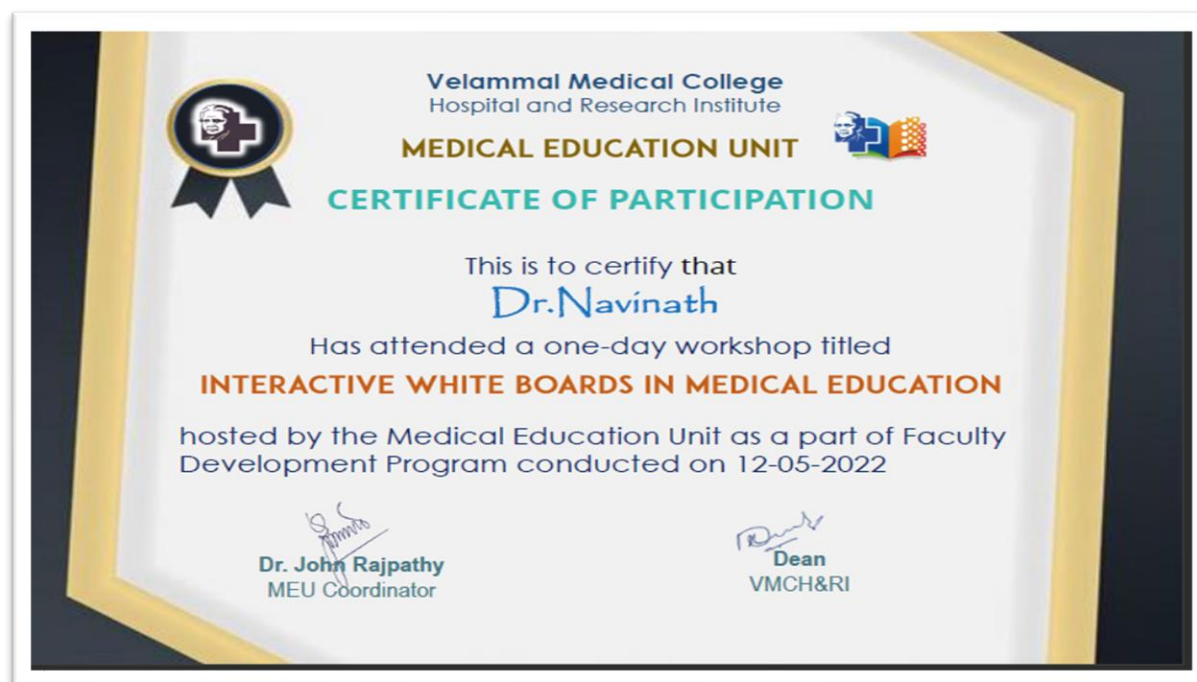 Velammal Medical College
Hospital and Research Institute
MEDICAL EDUCATION UNIT
CERTIFICATE OF PARTICIPATION
This is to certify that
Dr.Navinath
Has attended a one-day workshop titled
INTERACTIVE WHITE BOARDS IN MEDICAL EDUCATION
hosted by the Medical Education Unit as a part of Faculty
Development Program conducted on 12-05-2022
Dr. John Rajpathy
MEU Coordinator
Dean
VMCH&RI